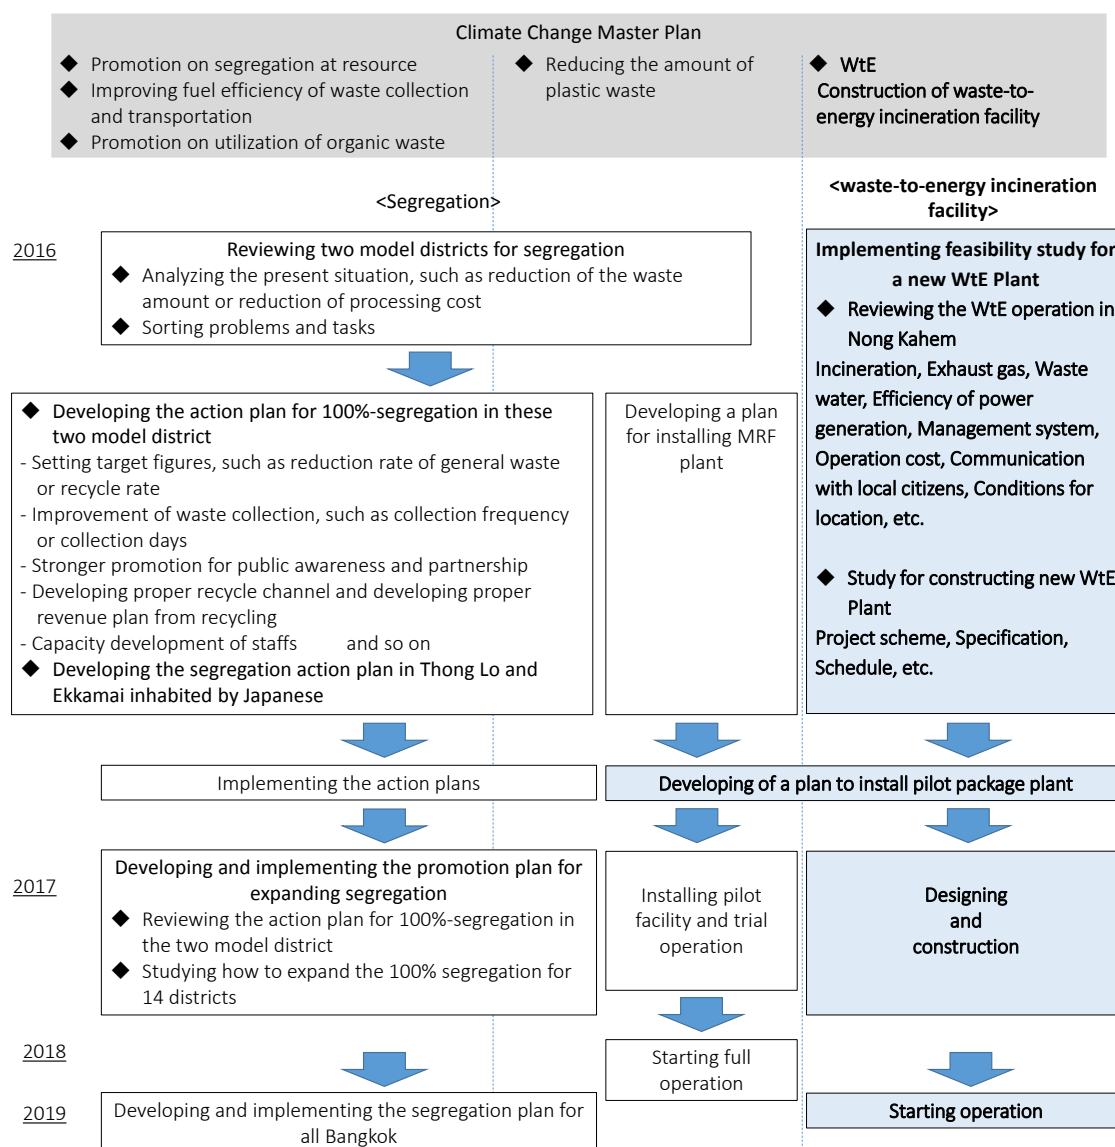 Climate Change Master Plan
◆ Promotion on segregation at resource
◆ Improving fuel efficiency of waste collection
and transportation
◆ Promotion on utilization of organic waste
◆ Reducing the amount of
plastic waste
◆ WtE
Construction of waste-to-
energy incineration facility
<Segregation>
<waste-to-energy incineration
facility>
2016
Reviewing two model districts for segregation
◆ Analyzing the present situation, such as reduction of the waste
amount or reduction of processing cost
◆ Sorting problems and tasks
Implementing feasibility study for
a new WtE Plant
◆ Reviewing the WtE operation in
Nong Kahem
Incineration, Exhaust gas, Waste
water, Efficiency of power
generation, Management system,
Operation cost, Communication
with local citizens, Conditions for
location, etc.
◆ Study for constructing new WtE
Plant
Project scheme, Specification,
Schedule, etc.
◆ Developing the action plan for 100%-segregation in these
two model district
- Setting target figures, such as reduction rate of general waste
or recycle rate
- Improvement of waste collection, such as collection frequency
or collection days
- Stronger promotion for public awareness and partnership
- Developing proper recycle channel and developing proper
revenue plan from recycling
- Capacity development of staffs and so on
◆ Developing the segregation action plan in Thong Lo and
Ekkamai inhabited by Japanese
Developing a plan
for installing MRF
plant
Implementing the action plans
Developing of a plan to install pilot package plant
2017
Developing and implementing the promotion plan for
expanding segregation
◆ Reviewing the action plan for 100%-segregation in
the two model district
◆ Studying how to expand the 100% segregation for
14 districts
Installing pilot
facility and trial
operation
Designing
and
construction
2018
Starting full
operation
2019
Developing and implementing the segregation plan for
all Bangkok
Starting operation